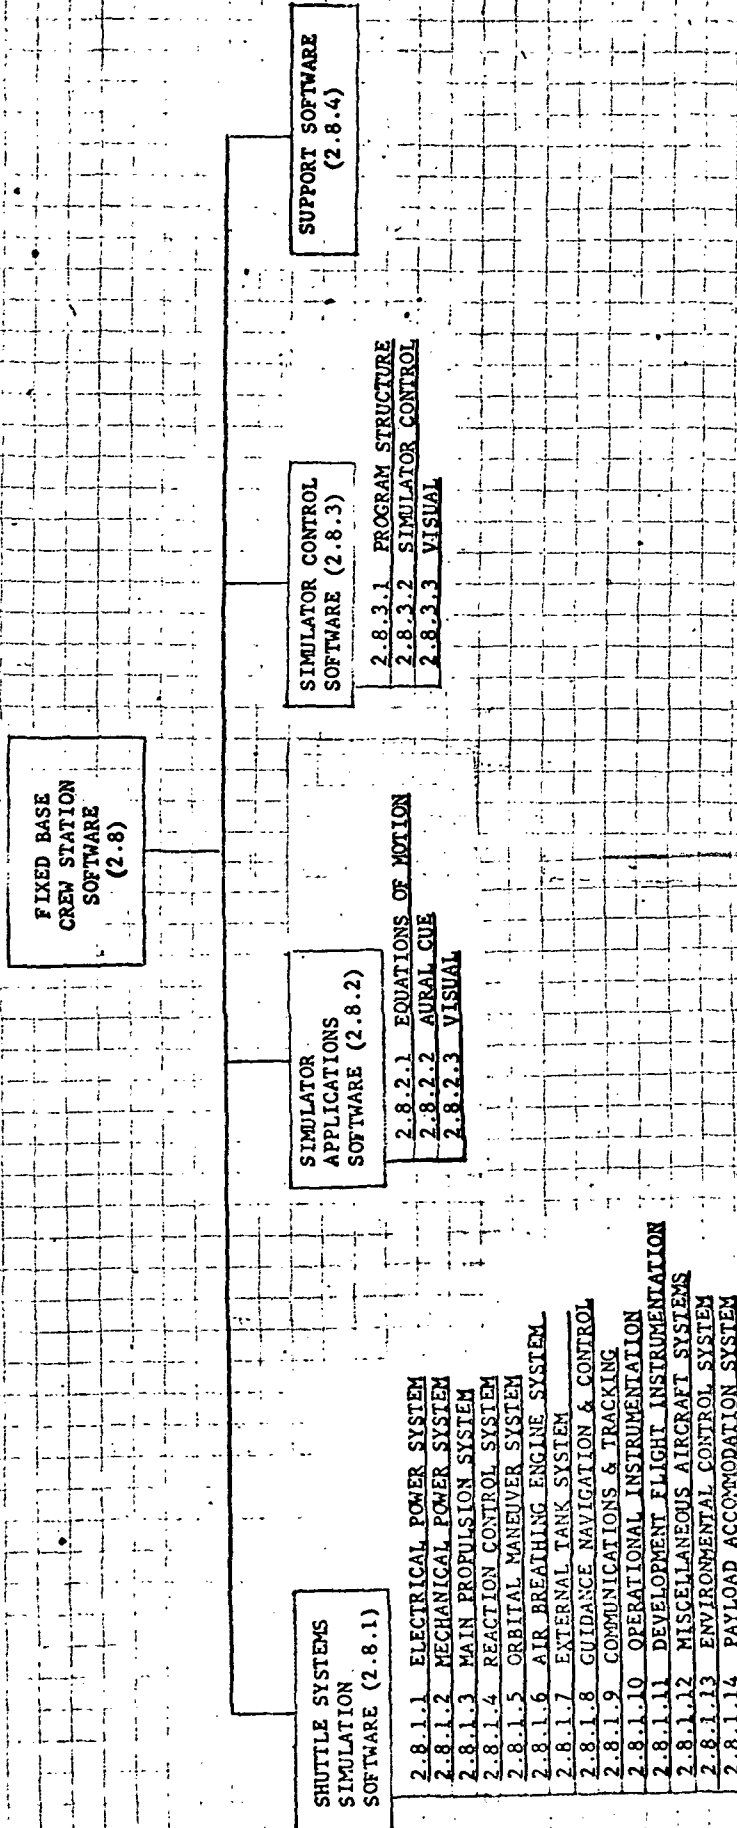 FIXED BASE
CREW STATION
SOFTWARE
(2.8)
SHUTTLE SYSTEMS
SIMULATION
SOFTWARE (2.8.1)
2.8.1.1 ELECTRICAL POWER SYSTEM
2.8.1.2 MECHANICAL POWER SYSTEM
2.8.1.3 MAIN PROPULSION SYSTEM
2.8.1.4 REACTION CONTROL SYSTEM
2.8.1.5 ORBITAL MANEUVER SYSTEM
2.8.1.6 AIR BREATHING ENGINE SYSTEM
2.8.1.7 EXTERNAL TANK SYSTEM
2.8.1.8 GUIDANCE NAVIGATION & CONTROL
2.8.1.9 COMMUNICATIONS & TRACKING
2.8.1.10 OPERATIONAL INSTRUMENTATION
2.8.1.11 DEVELOPMENT FLIGHT INSTRUMENTATION
2.8.1.12 MISCELLANEOUS AIRCRAFT SYSTEMS
2.8.1.13 ENVIRONMENTAL CONTROL SYSTEM
2.8.1.14 PAYLOAD ACCOMMODATION SYSTEM
SIMULATOR
APPLICATIONS
SOFTWARE (2.8.2)
2.8.2.1 EQUATIONS OF MOTION
2.8.2.2 AURAL CUE
2.8.2.3 VISUAL
SIMULATOR CONTROL
SOFTWARE (2.8.3)
2.8.3.1 PROGRAM STRUCTURE
2.8.3.2 SIMULATOR CONTROL
2.8.3.3 VISUAL
SUPPORT SOFTWARE
(2.8.4)